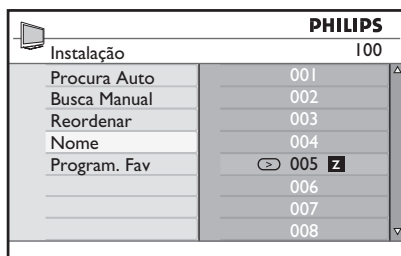 PHILIPS
Instalação 100
Procura Auto 001
Busca Manual 002
Reordenar 003
Nome 004
Program. Fav > 005 Z
006
007
008